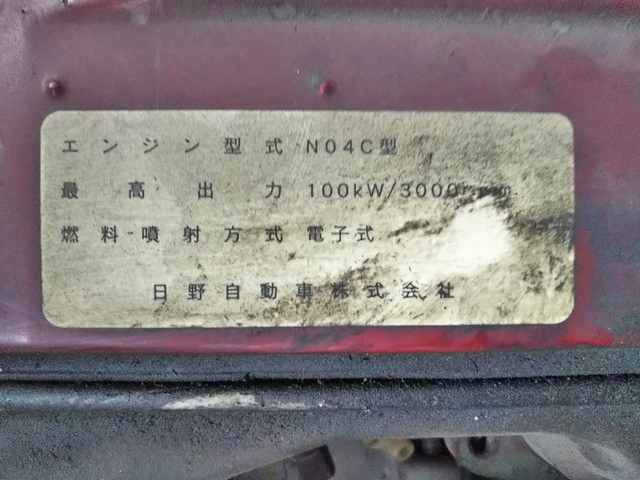 エンジン型式 N04C型
最高出力 100kW/3000rpm
燃料噴射方式 電子式
日野自動車株式会社